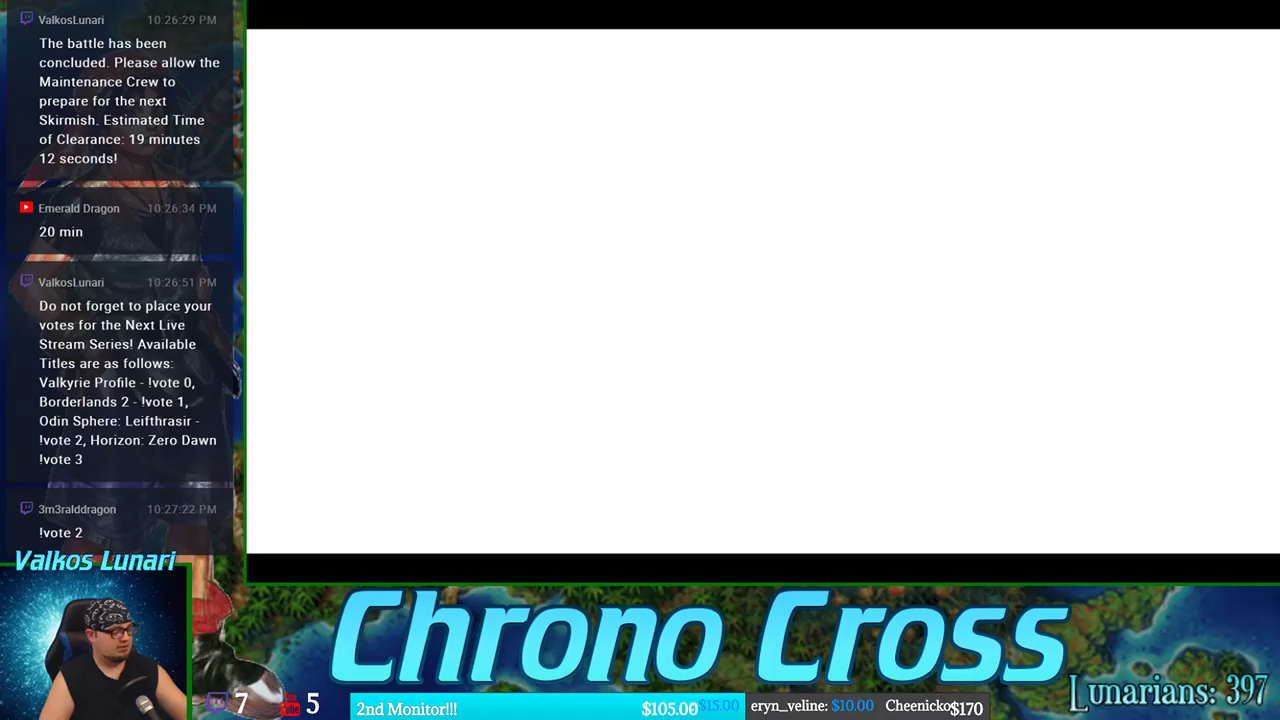 ValkosLunari 10:26:29 PM
The battle has been
concluded. Please allow the
Maintenance Crew to
prepare for the next
Skirmish. Estimated Time
of Clearance: 19 minutes
12 seconds!
Emerald Dragon 10:26:34 PM
20 min
ValkosLunari 10:26:51 PM
Do not forget to place your
votes for the Next Live
Stream Series! Available
Titles are as follows:
Valkyrie Profile - !vote 0,
Borderlands 2 - !vote 1,
Odin Sphere: Leifthrasir -
!vote 2, Horizon: Zero Dawn
!vote 3
3m3ralddragon 10:27:22 PM
!vote 2
Valkos Lunari
Chrono Cross
Lunarians: 397
7 You Tube 5
2nd Monitor!!! $105.00 $15.00 eryn_veline: $10.00 Cheenicko $170